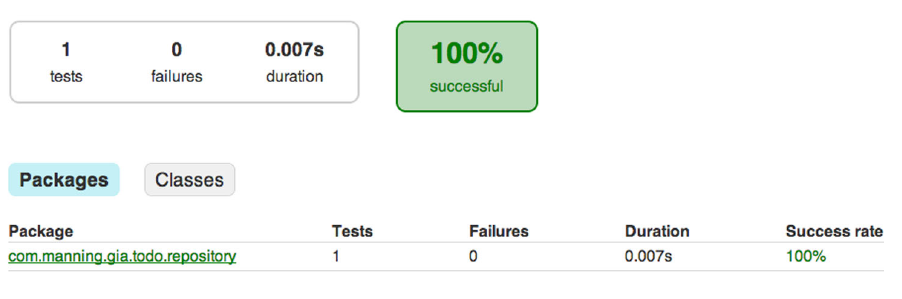 1 0 0.007s 100%
tests failures duration successful
Packages Classes
Package Tests Failures Duration Success rate
com.manning.gia.todo.repository 1 0 0.007s 100%